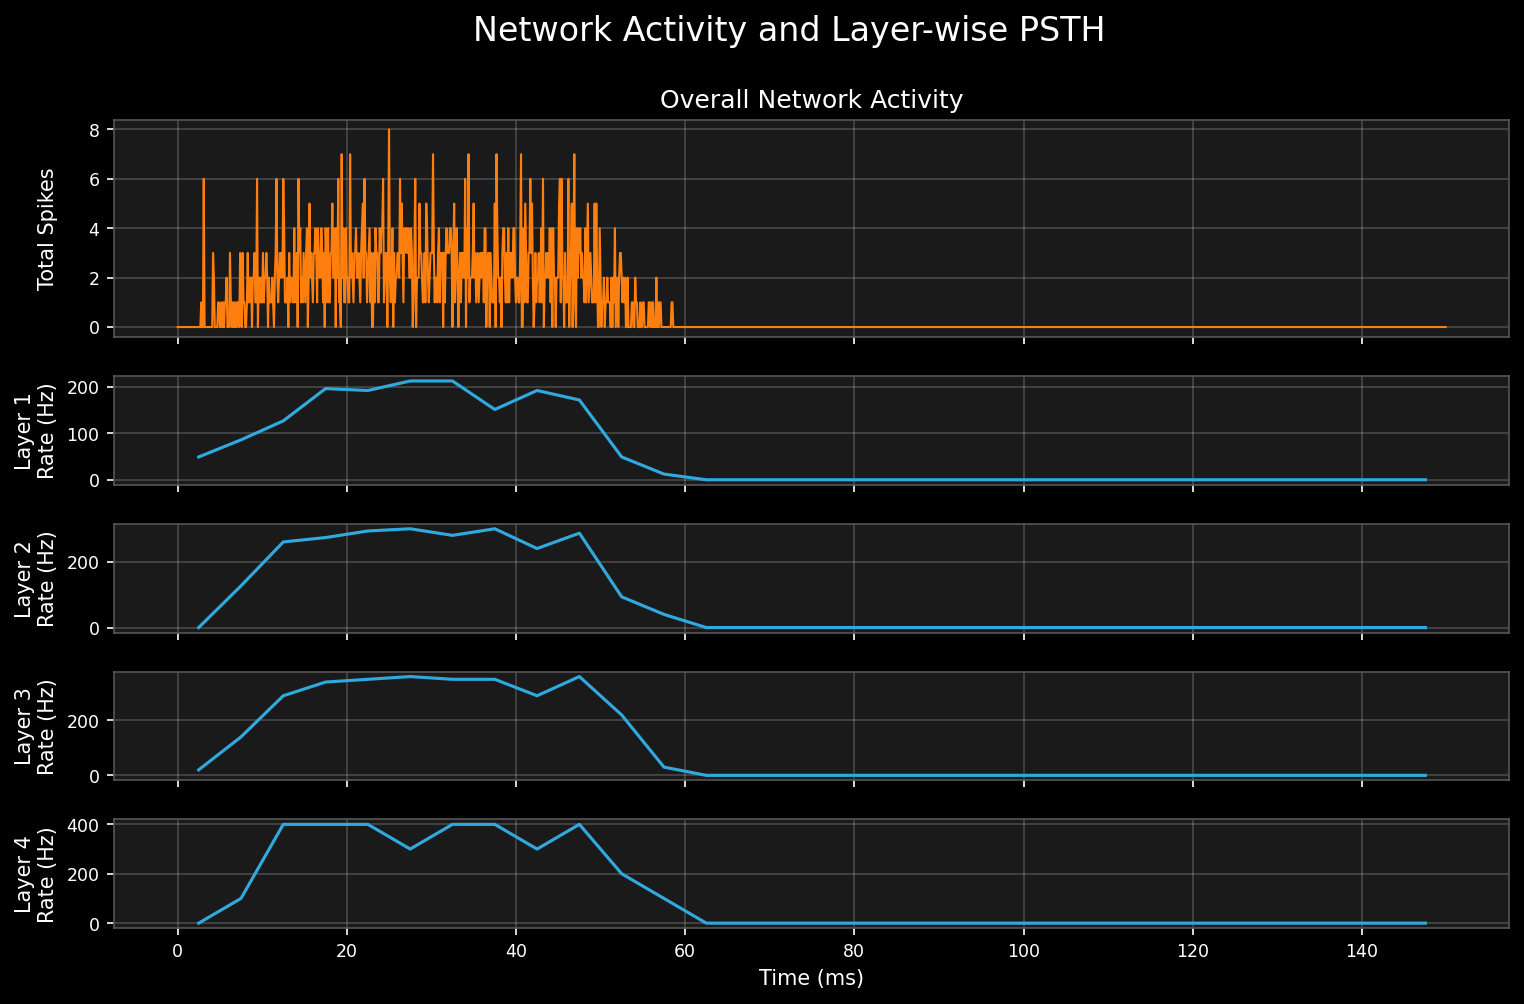 Network Activity and Layer-wise PSTH
Overall Network Activity
Total Spikes
8
6
4
2
0
Layer 1
Rate (Hz)
200
100
0
Layer 2
Rate (Hz)
200
0
Layer 3
Rate (Hz)
200
0
Layer 4
Rate (Hz)
400
200
0
0 20 40 60 80 100 120 140
Time (ms)